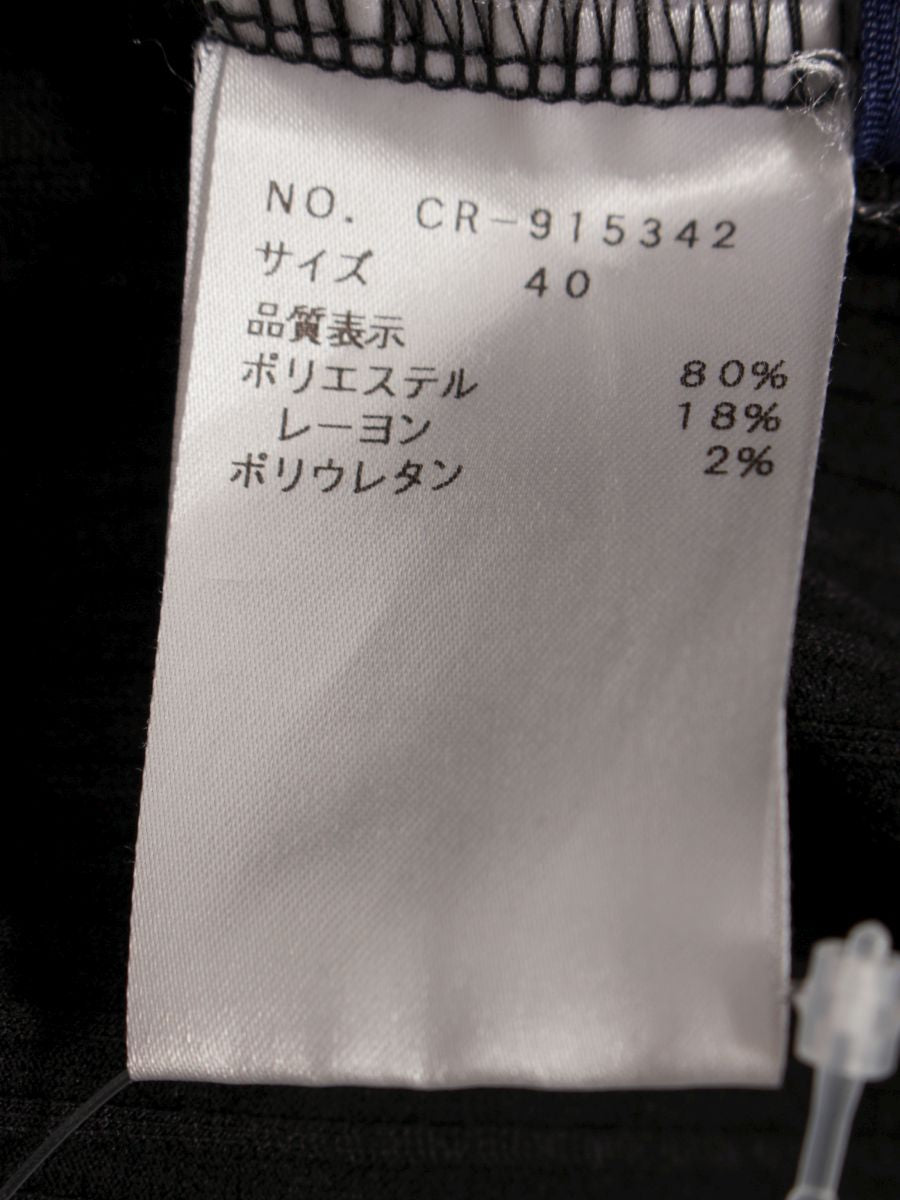 NO. CR-915342
サイズ 40
品質表示
ポリエステル 80%
レーヨン 18%
ポリウレタン 2%